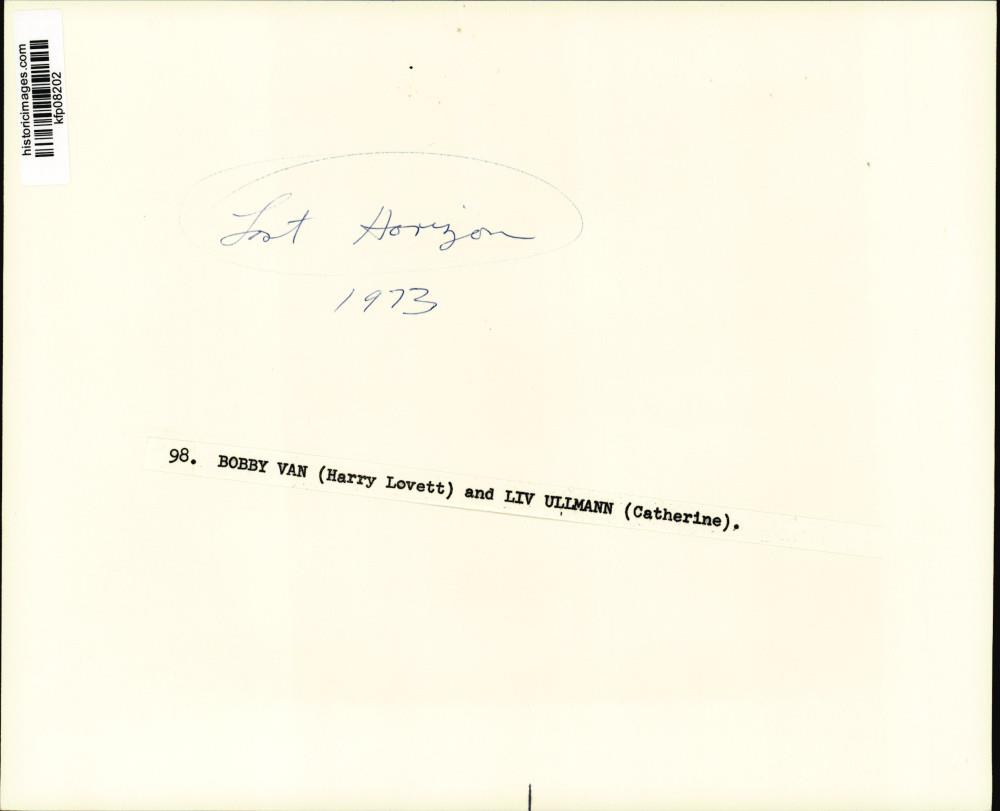 historicimages.com
kfp08202
Lost Horizon
1973
98. BOBBY VAN (Harry Lovett) and LIV ULLMANN (Catherine).